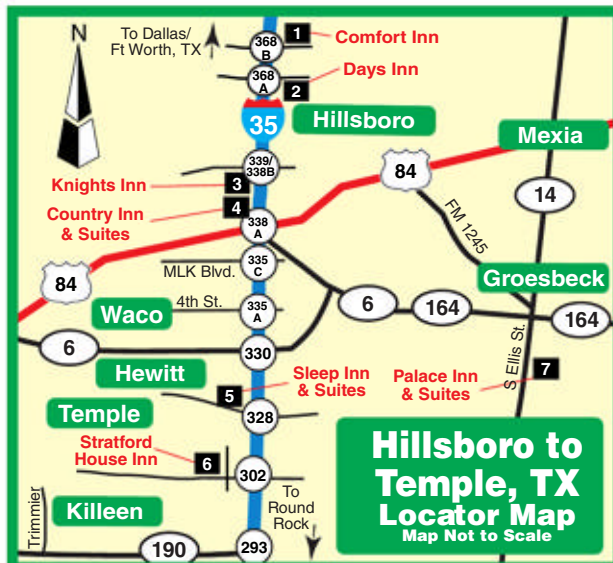 To Dallas/
Ft Worth, TX
N
368
B
1
Comfort Inn
368
A
2
Days Inn
35
Hillsboro
Mexia
339/
338B
84
Knights Inn
3
14
Country Inn
& Suites
4
338
A
FM 1245
MLK Blvd.
335
C
84
Groesbeck
4th St.
Waco
335
A
6
164
164
6
330
S Ellis St.
Hewitt
Sleep Inn
& Suites
5
Palace Inn
& Suites
7
Temple
328
Stratford
House Inn
6
302
Hillsboro to
Temple, TX
Locator Map
Map Not to Scale
To
Round
Rock
Trimmier
Killeen
190
293